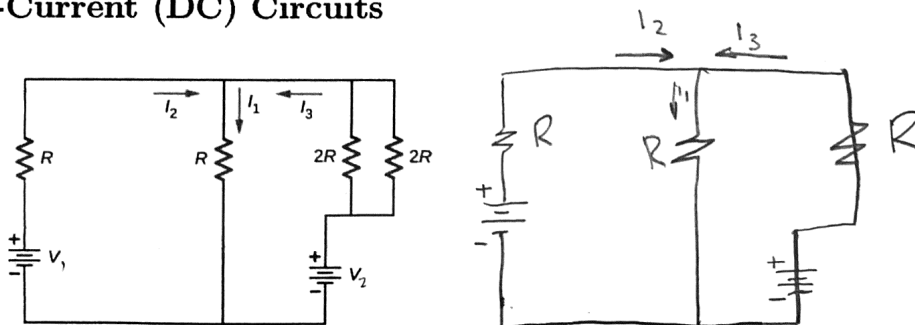 -Current (DC) Circuits
I2 I1 I3
R R 2R 2R
+ V1 -
+ V2 -
I2 I3
I1
R R R
+ -
+ -